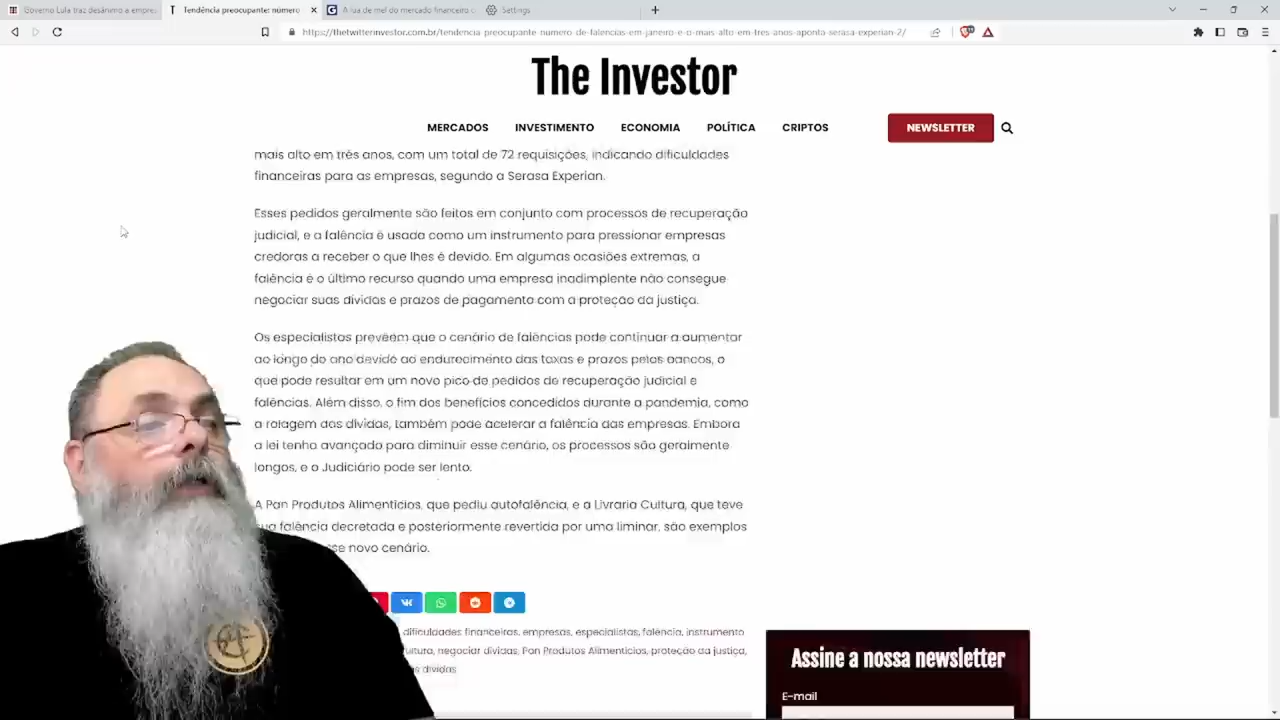 Governo Lula traz desânimo a empres
Tendência preocupante: número
A lua de mel do mercado financeiro c
Settings
https://thetwitterinvestor.com.br/tendencia-preocupante-numero-de-falencias-em-janeiro-e-o-mais-alto-em-tres-anos-aponta-serasa-experian-2/
The Investor
MERCADOS INVESTIMENTO ECONOMIA POLÍTICA CRIPTOS NEWSLETTER
mais alto em três anos, com um total de 72 requisições, indicando dificuldades
financeiras para as empresas, segundo a Serasa Experian.
Esses pedidos geralmente são feitos em conjunto com processos de recuperação
judicial, e a falência é usada como um instrumento para pressionar empresas
credoras a receber o que lhes é devido. Em algumas ocasiões extremas, a
falência é o último recurso quando uma empresa inadimplente não consegue
negociar suas dívidas e prazos de pagamento com a proteção da justiça.
Os especialistas preveem que o cenário de falências pode continuar a aumentar
ao longo do ano devido ao endurecimento das taxas e prazos pelos bancos, o
que pode resultar em um novo pico de pedidos de recuperação judicial e
falências. Além disso, o fim dos benefícios concedidos durante a pandemia, como
a rolagem das dívidas, também pode acelerar a falência das empresas. Embora
a lei tenha avançado para diminuir esse cenário, os processos são geralmente
longos, e o Judiciário pode ser lento.
A Pan Produtos Alimentícios, que pediu autofalência, e a Livraria Cultura, que teve
sua falência decretada e posteriormente revertida por uma liminar, são exemplos
sse novo cenário.
dificuldades financeiras, empresas, especialistas, falência, instrumento
ultura, negociar dívidas, Pan Produtos Alimentícios, proteção da justiça,
as dívidas
Assine a nossa newsletter
E-mail